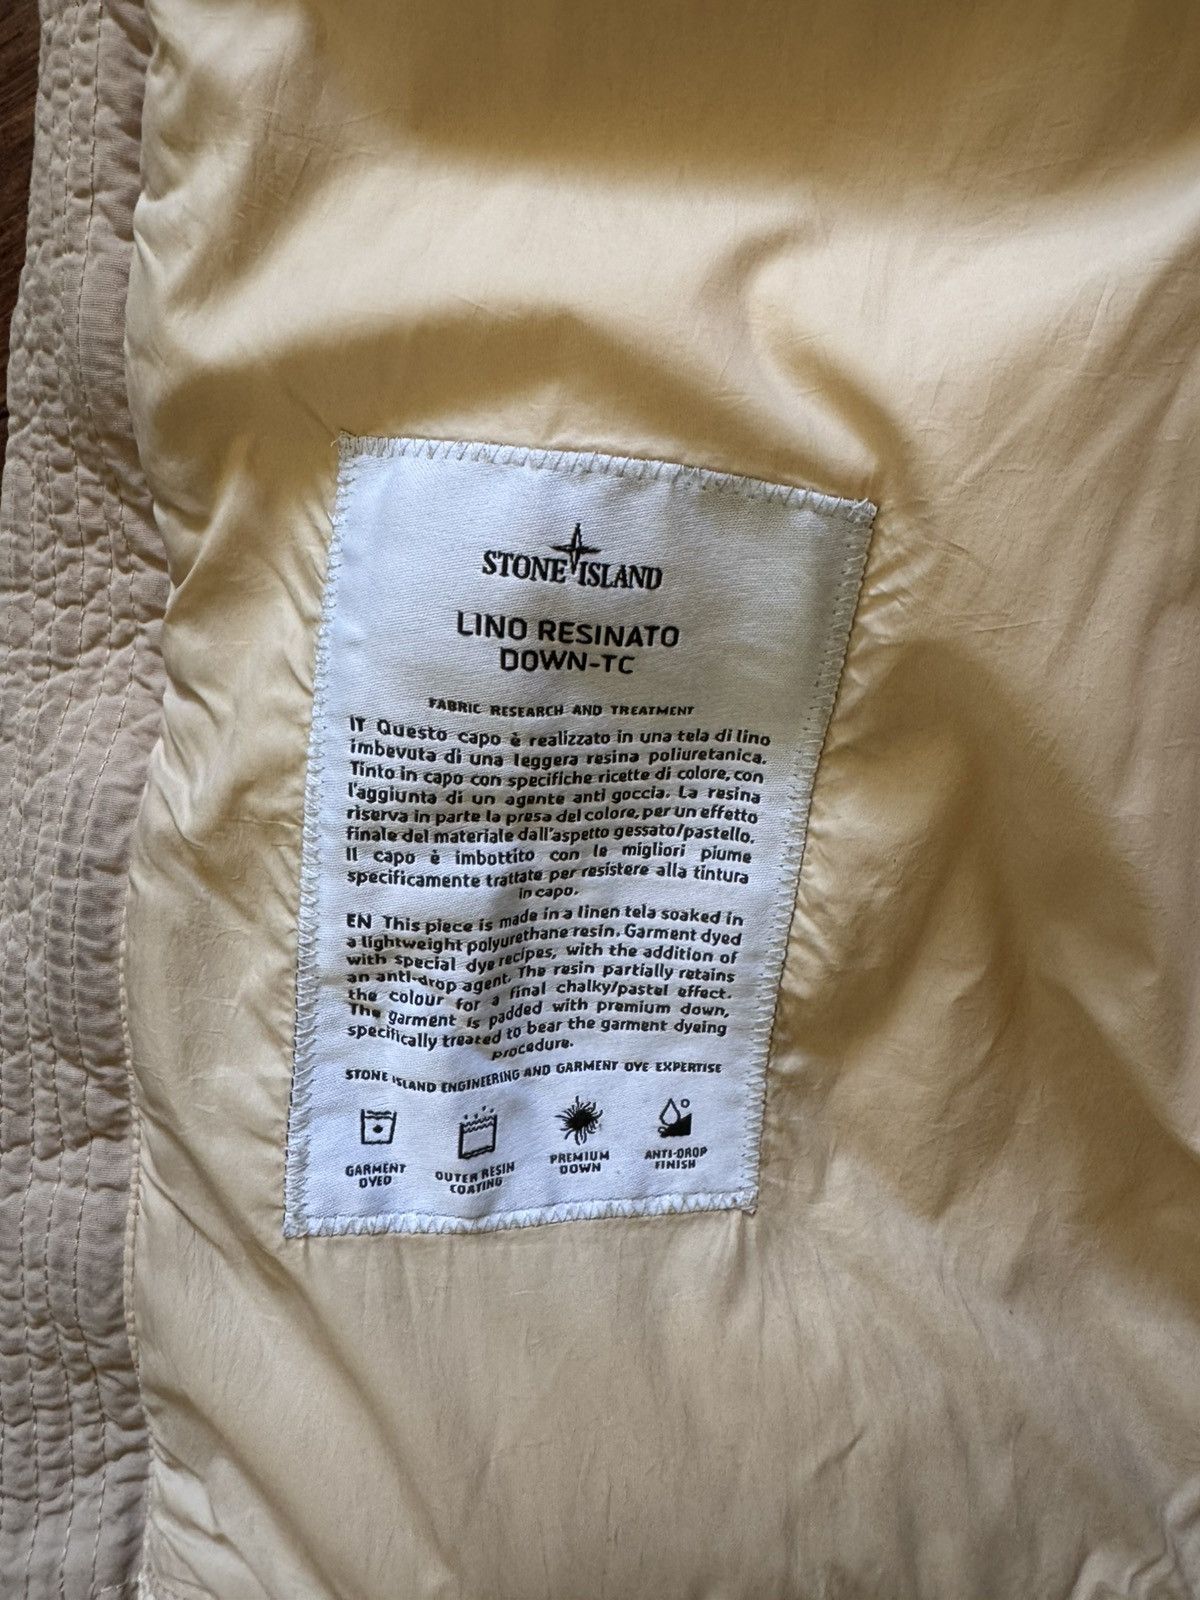 STONE ISLAND
LINO RESINATO
DOWN-TC
FABRIC RESEARCH AND TREATMENT
IT Questo capo è realizzato in una tela di lino
imbevuta di una leggera resina poliuretanica.
Tinto in capo con specifiche ricette di colore, con
l'aggiunta di un agente anti goccia. La resina
riserva in parte la presa del colore, per un effetto
finale del materiale dall'aspetto gessato/pastello.
Il capo è imbottito con le migliori piume
specificamente trattate per resistere alla tintura
in capo.
EN This piece is made in a linen tela soaked in
a lightweight polyurethane resin. Garment dyed
with special dye recipes, with the addition of
an anti-drop agent. The resin partially retains
the colour for a final chalky/pastel effect.
The garment is padded with premium down,
specifically treated to bear the garment dyeing
procedure.
STONE ISLAND ENGINEERING AND GARMENT DYE EXPERTISE
GARMENT DYED
OUTER RESIN COATING
PREMIUM DOWN
ANTI-DROP FINISH